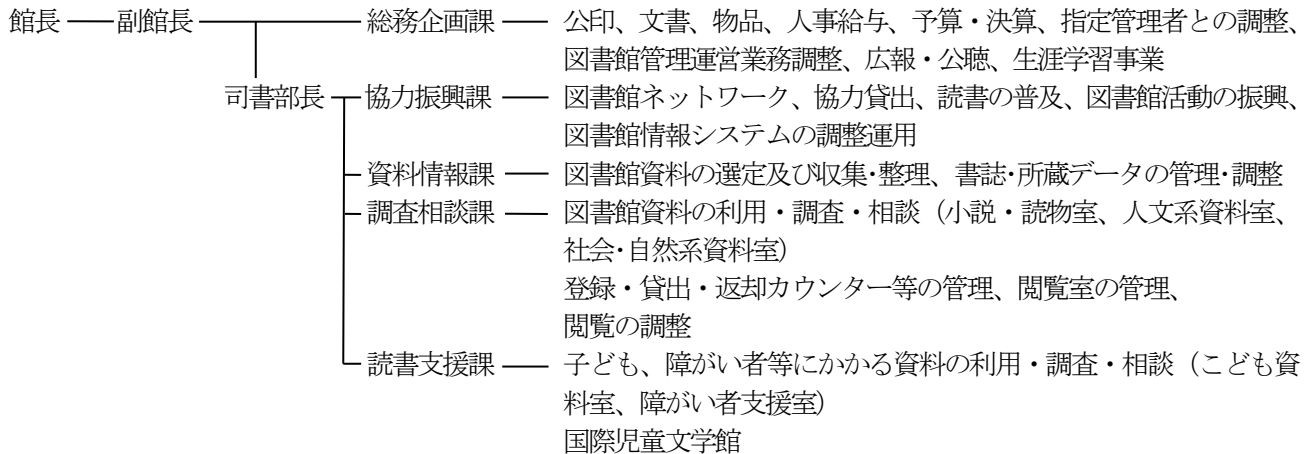 館長 副館長 総務企画課 公印、文書、物品、人事給与、予算・決算、指定管理者との調整、
図書館管理運営業務調整、広報・公聴、生涯学習事業
司書部長 協力振興課 図書館ネットワーク、協力貸出、読書の普及、図書館活動の振興、
図書館情報システムの調整運用
資料情報課 図書館資料の選定及び収集・整理、書誌・所蔵データの管理・調整
調査相談課 図書館資料の利用・調査・相談（小説・読物室、人文系資料室、
社会・自然系資料室）
登録・貸出・返却カウンター等の管理、閲覧室の管理、
閲覧の調整
読書支援課 子ども、障がい者等にかかる資料の利用・調査・相談（こども資
料室、障がい者支援室）
国際児童文学館